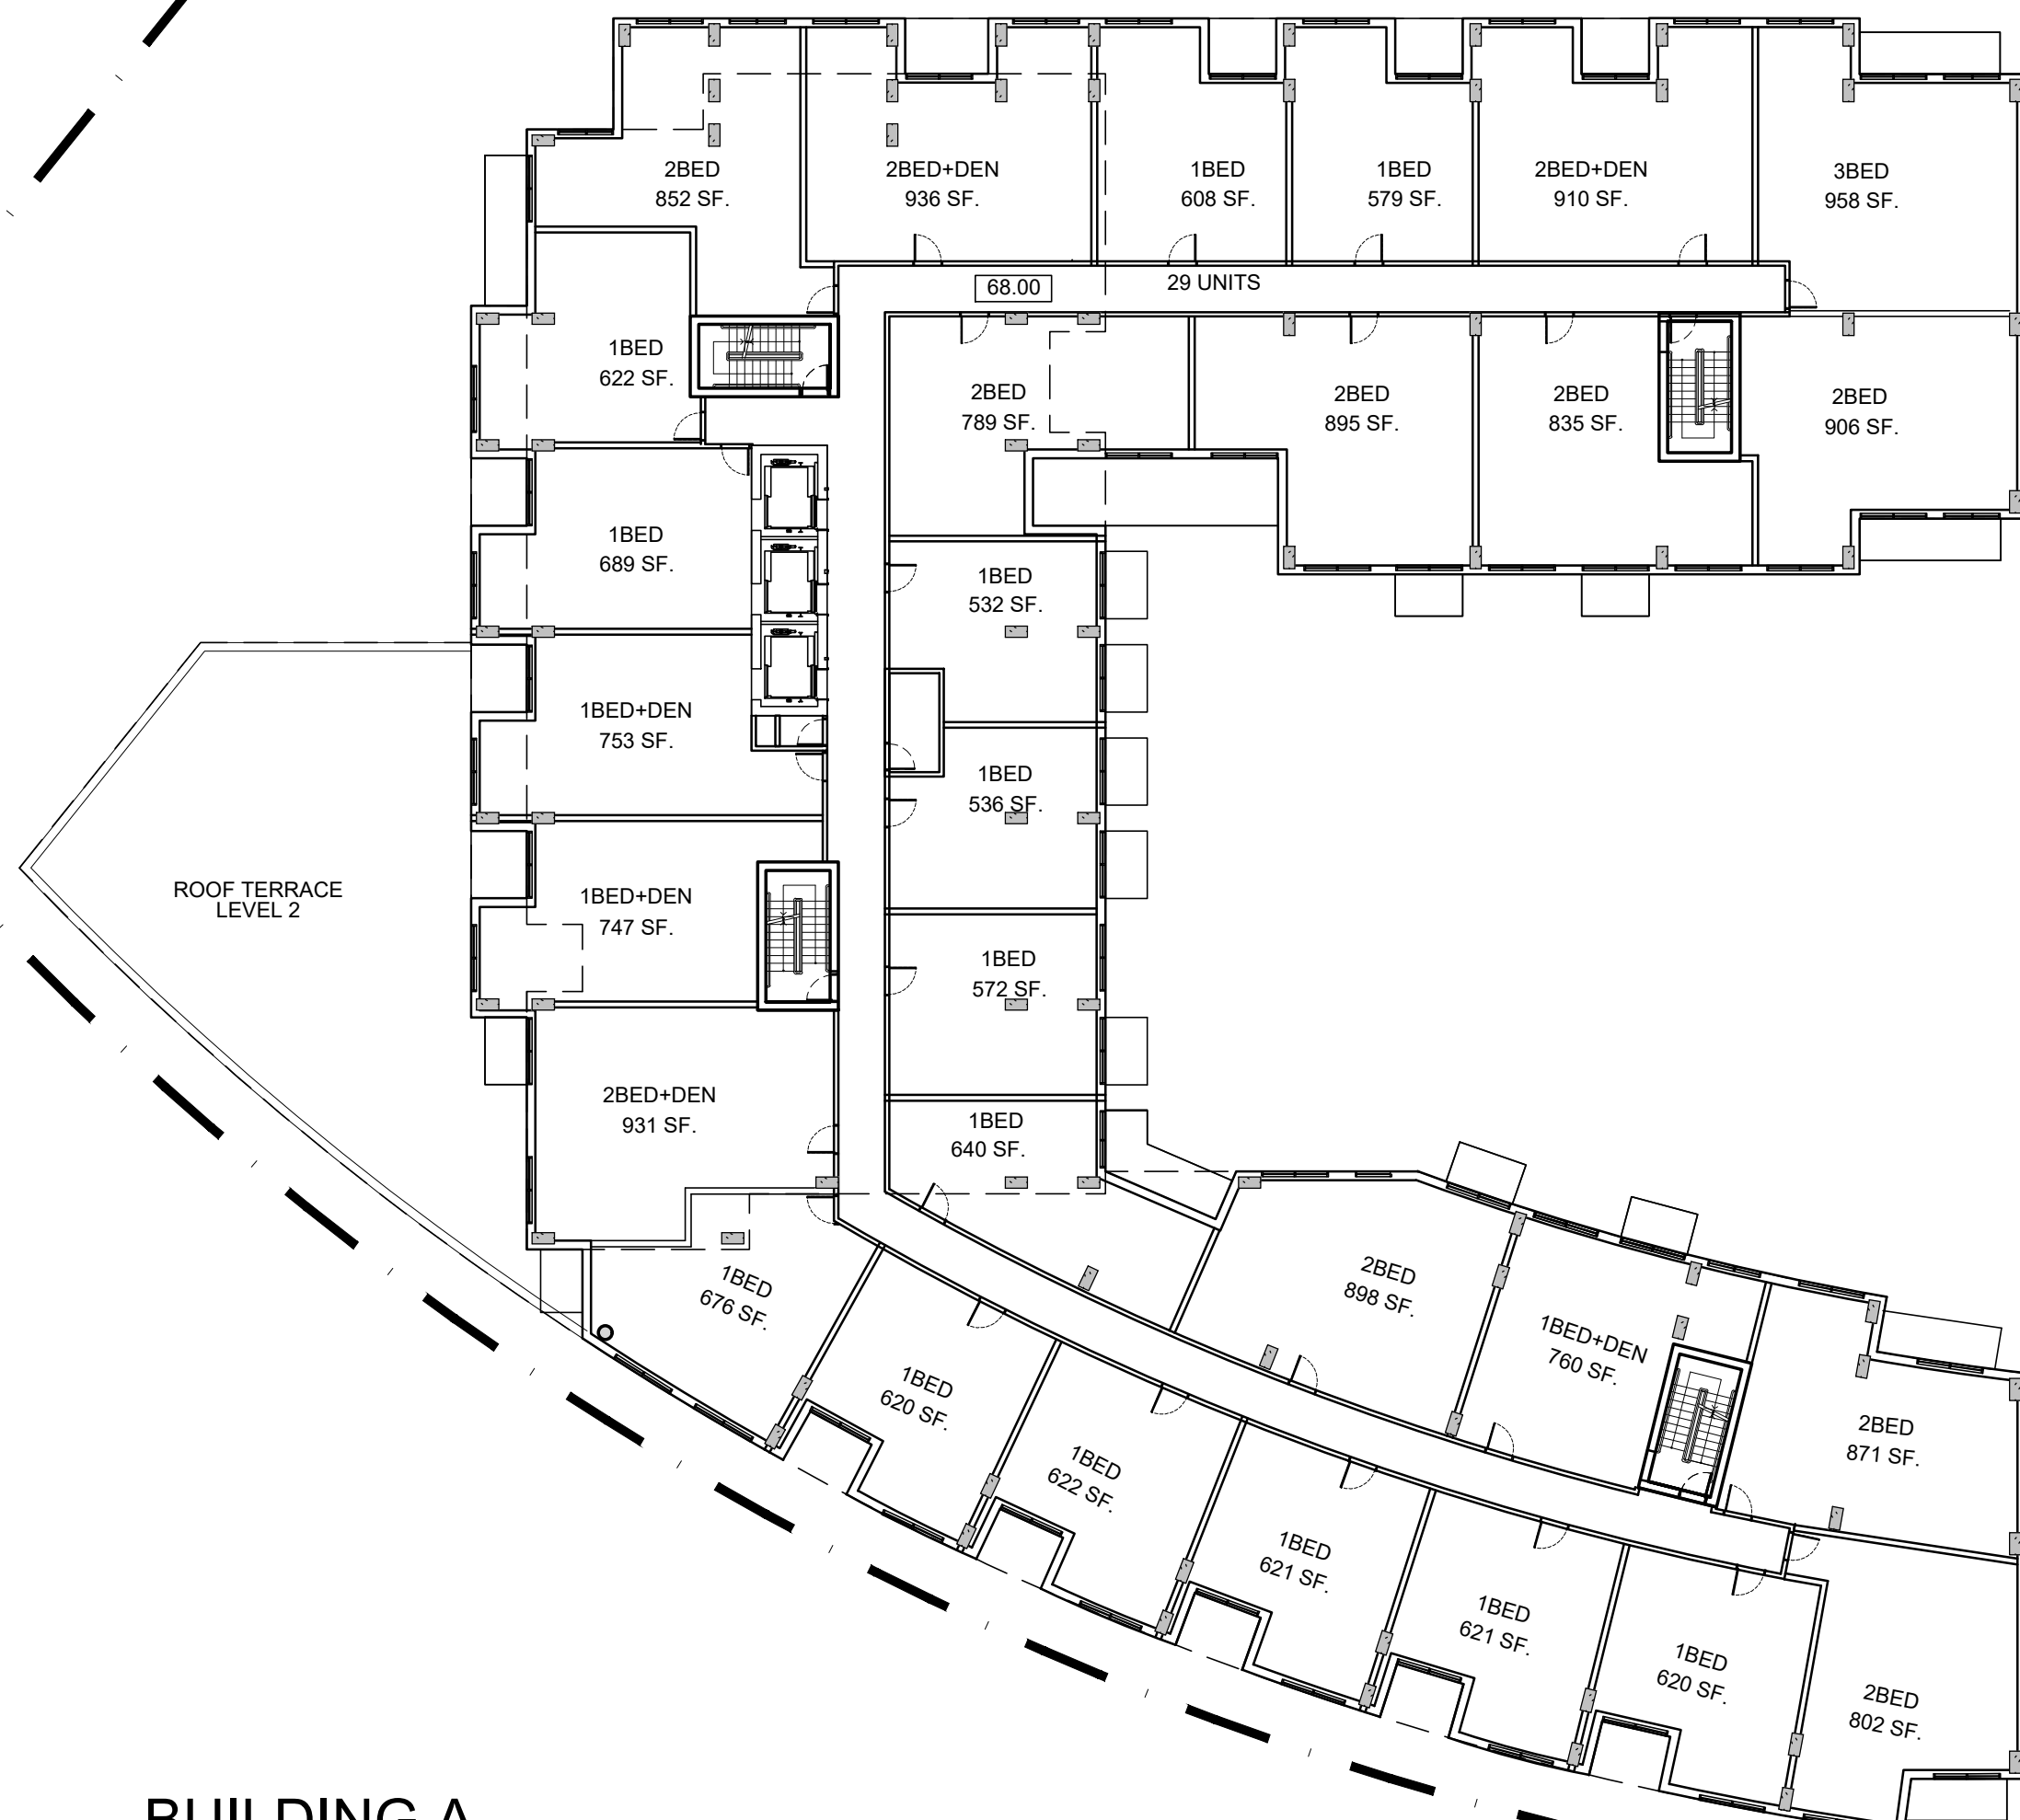 2BED
852 SF.
2BED+DEN
936 SF.
1BED
608 SF.
1BED
579 SF.
2BED+DEN
910 SF.
3BED
958 SF.
68.00
29 UNITS
1BED
622 SF.
2BED
789 SF.
2BED
895 SF.
2BED
835 SF.
2BED
906 SF.
1BED
689 SF.
1BED
532 SF.
1BED+DEN
753 SF.
1BED
536 SF.
ROOF TERRACE
LEVEL 2
1BED+DEN
747 SF.
1BED
572 SF.
2BED+DEN
931 SF.
1BED
640 SF.
1BED
676 SF.
2BED
898 SF.
1BED+DEN
760 SF.
2BED
871 SF.
1BED
620 SF.
1BED
622 SF.
1BED
621 SF.
1BED
621 SF.
1BED
620 SF.
2BED
802 SF.
BUILDING A